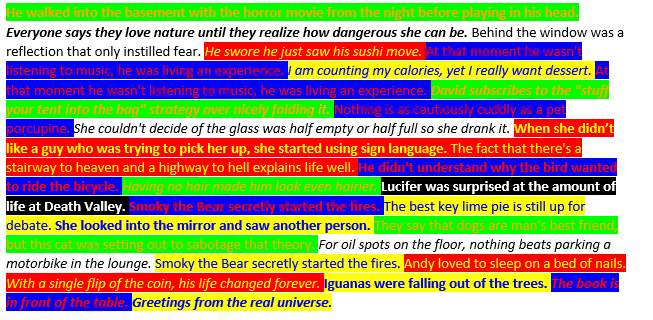 He walked into the basement with the horror movie from the night before playing in his head.
Everyone says they love nature until they realize how dangerous she can be. Behind the window was a
reflection that only instilled fear. He swore he just saw his sushi move. At that moment he wasn't
listening to music, he was living an experience. I am counting my calories, yet I really want dessert. At
that moment he wasn't listening to music, he was living an experience. David subscribes to the "stuff
your tent into the bag" strategy over nicely folding it. Nothing is as cautiously cuddly as a pet
porcupine. She couldn't decide of the glass was half empty or half full so she drank it. When she didn't
like a guy who was trying to pick her up, she started using sign language. The fact that there's a
stairway to heaven and a highway to hell explains life well. He didn't understand why the bird wanted
to ride the bicycle. Having no hair made him look even hairier. Lucifer was surprised at the amount of
life at Death Valley. Smoky the Bear secretly started the fires. The best key lime pie is still up for
debate. She looked into the mirror and saw another person. They say that dogs are man's best friend,
but this cat was setting out to sabotage that theory. For oil spots on the floor, nothing beats parking a
motorbike in the lounge. Smoky the Bear secretly started the fires. Andy loved to sleep on a bed of nails.
With a single flip of the coin, his life changed forever. Iguanas were falling out of the trees. The book is
in front of the table. Greetings from the real universe.